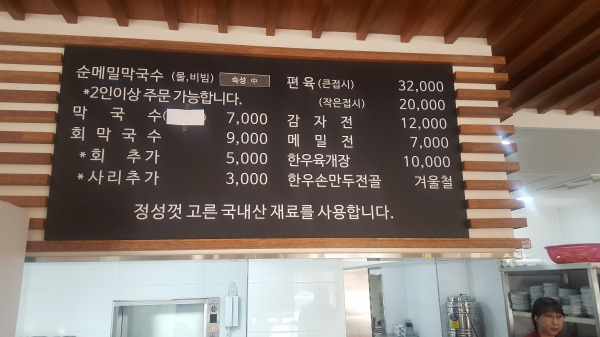 순메밀막국수 (물,비빔) 숙성 中
*2인이상 주문 가능합니다.
막국수( 7,000
회막국수 9,000
*회 추가 5,000
*사리추가 3,000
편육 (큰접시) 32,000
(작은접시) 20,000
감자전 12,000
메밀전 7,000
한우육개장 10,000
한우손만두전골 겨울철
정성껏 고른 국내산 재료를 사용합니다.